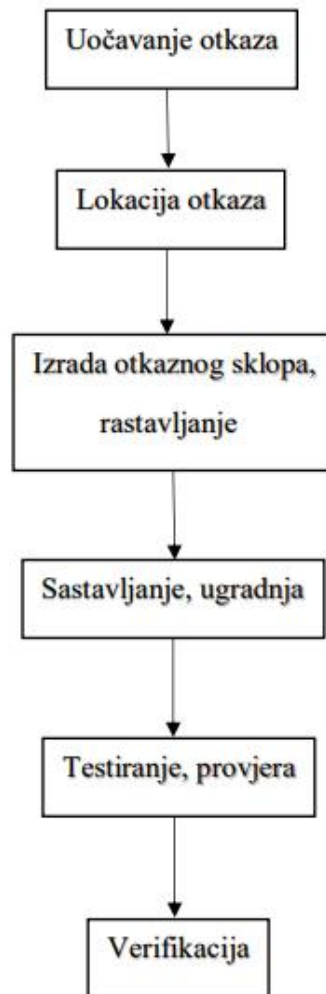 Uočavanje otkaza
Lokacija otkaza
Izrada otkaznog sklopa,
rastavljanje
Sastavljanje, ugradnja
Testiranje, provjera
Verifikacija